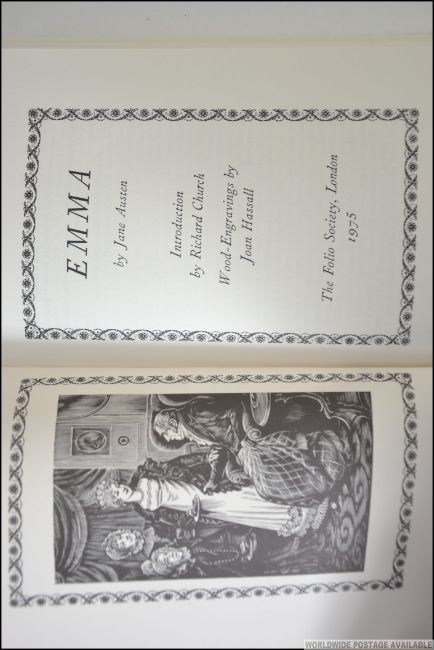 EMMA
by Jane Austen
Introduction
by Richard Church
Wood-Engravings by
Joan Hassall
The Folio Society, London
1975
WORLDWIDE POSTAGE AVAILABLE